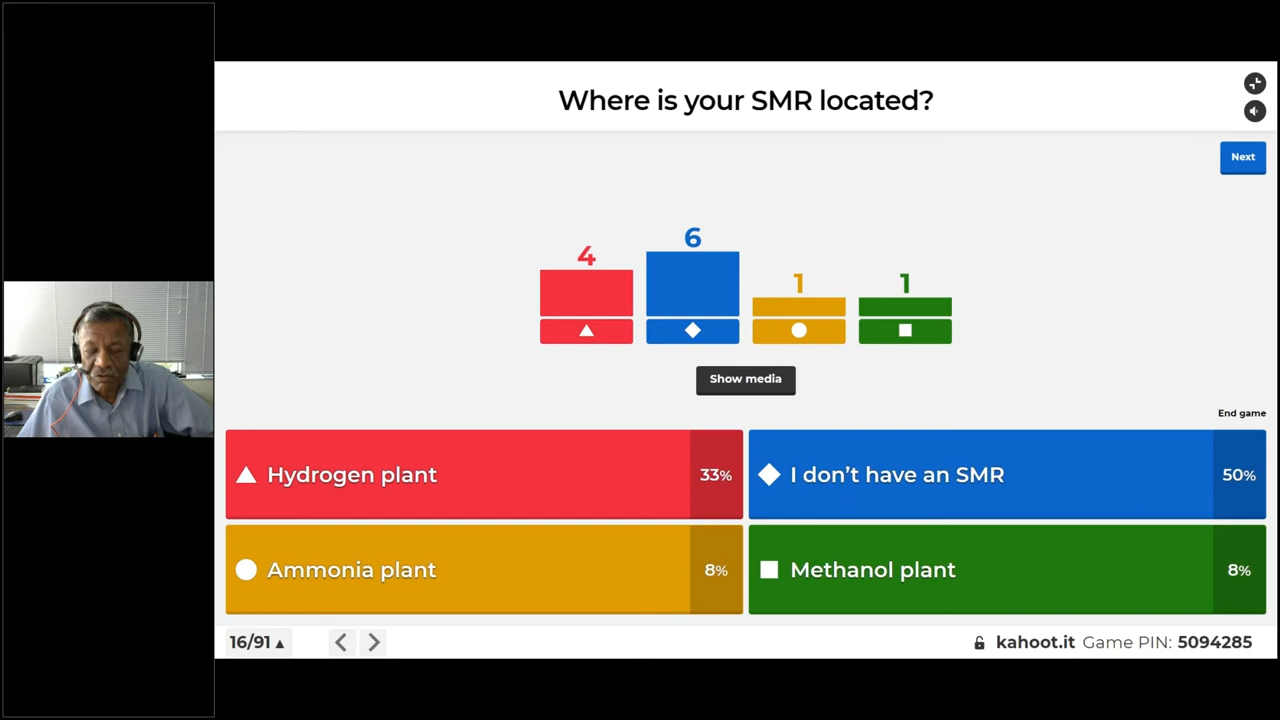 Where is your SMR located?
Next
4
6
1
1
Show media
End game
Hydrogen plant 33%
I don’t have an SMR 50%
Ammonia plant 8%
Methanol plant 8%
16/91 ▲
kahoot.it Game PIN: 5094285